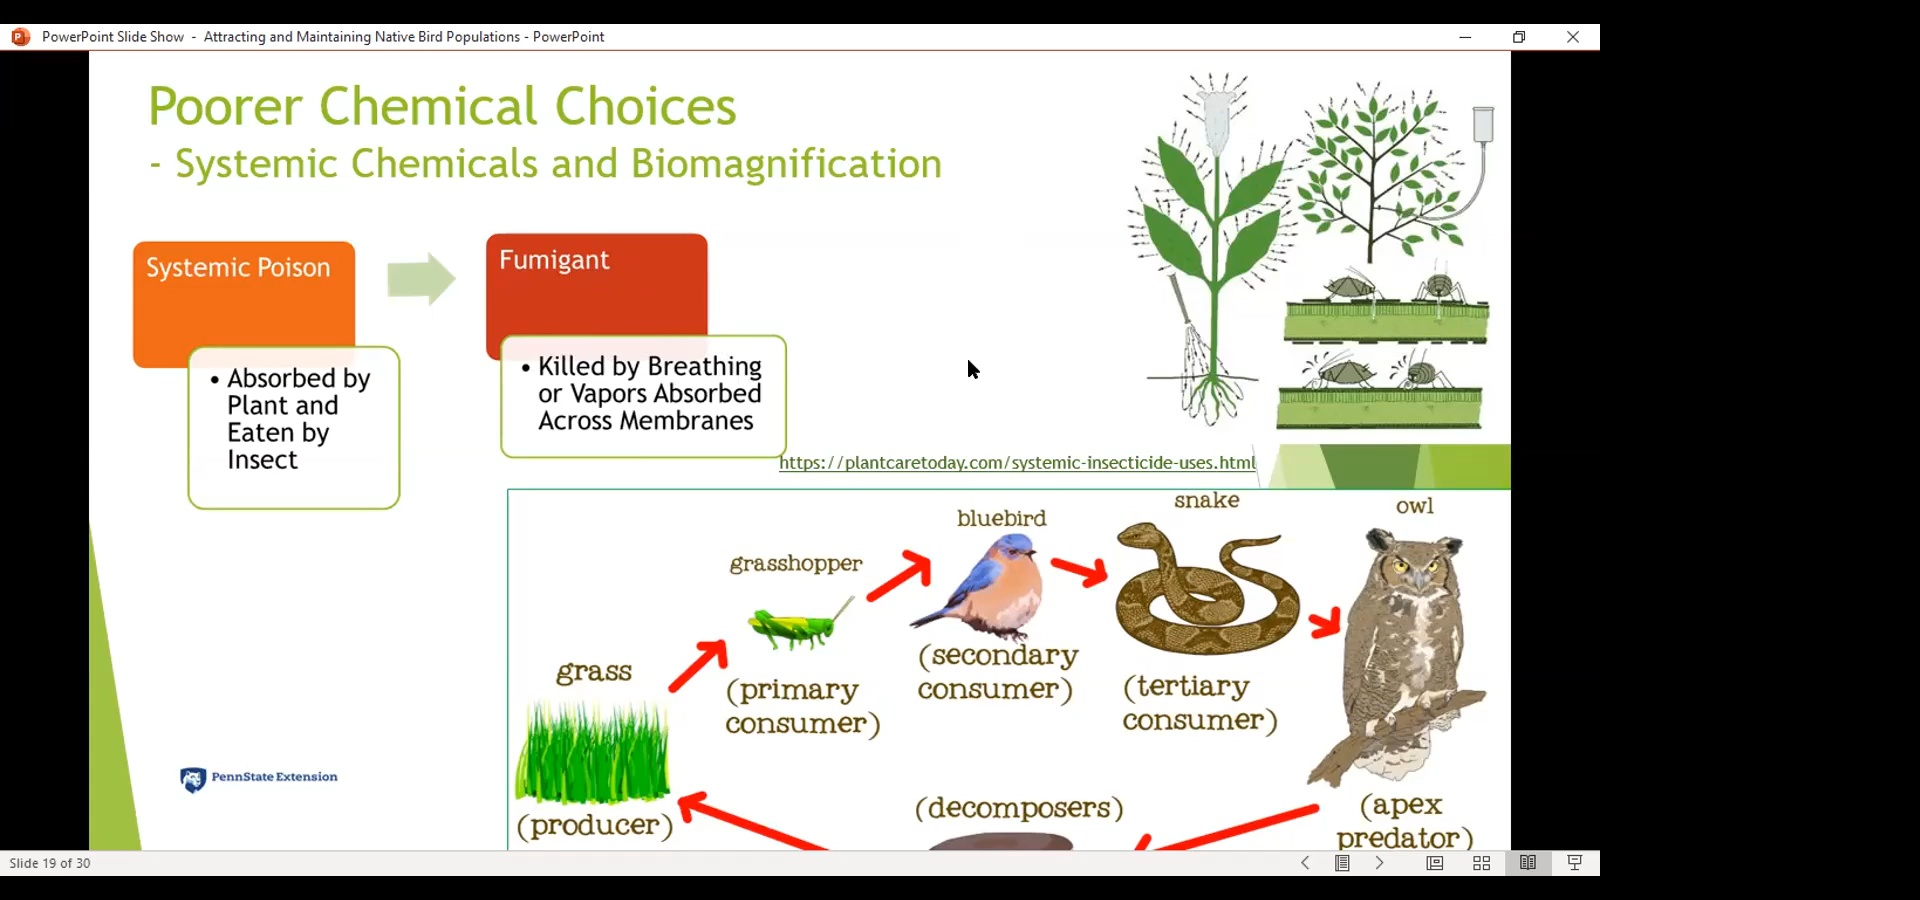 PowerPoint Slide Show - Attracting and Maintaining Native Bird Populations - PowerPoint
Poorer Chemical Choices
- Systemic Chemicals and Biomagnification
Systemic Poison
• Absorbed by
Plant and
Eaten by
Insect
Fumigant
• Killed by Breathing
or Vapors Absorbed
Across Membranes
https://plantcaretoday.com/systemic-insecticide-uses.html
grass
(producer)
grasshopper
(primary
consumer)
bluebird
(secondary
consumer)
snake
(tertiary
consumer)
owl
(apex
predator)
(decomposers)
PennState Extension
Slide 19 of 30